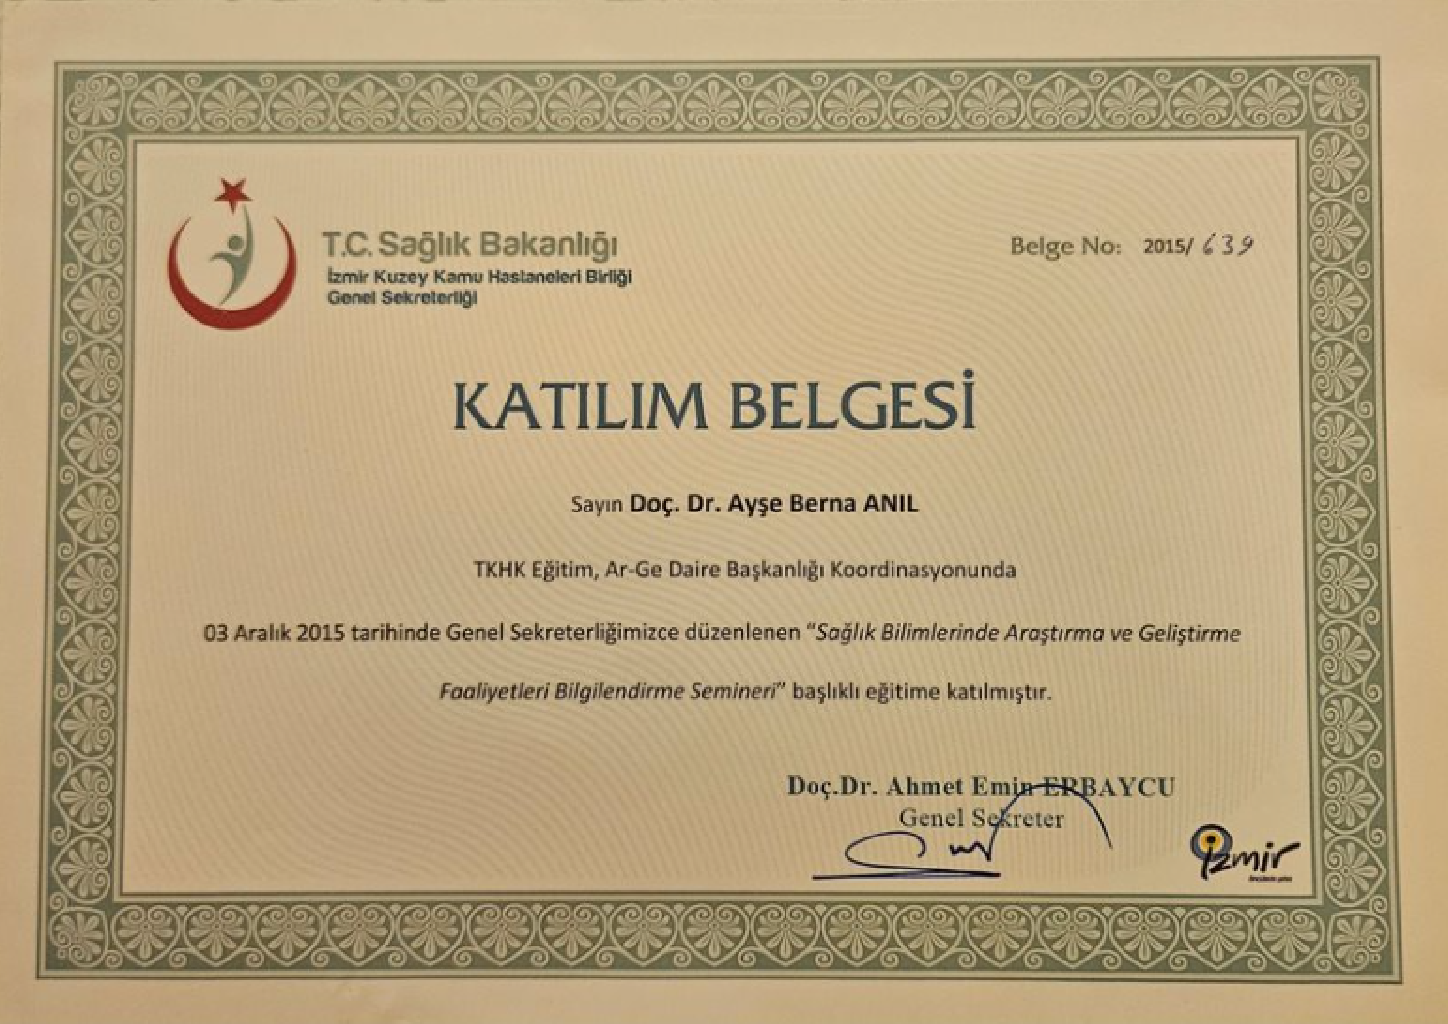 T.C. Sağlık Bakanlığı
İzmir Kuzey Kamu Hastaneleri Birliği
Genel Sekreterliği
Belge No: 2015/639
KATILIM BELGESİ
Sayın Doç. Dr. Ayşe Berna ANIL
TKHK Eğitim, Ar-Ge Daire Başkanlığı Koordinasyonunda
03 Aralık 2015 tarihinde Genel Sekreterliğimizce düzenlenen "Sağlık Bilimlerinde Araştırma ve Geliştirme
Faaliyetleri Bilgilendirme Semineri" başlıklı eğitime katılmıştır.
Doç.Dr. Ahmet Emin ERBAYCU
Genel Sekreter
izmir